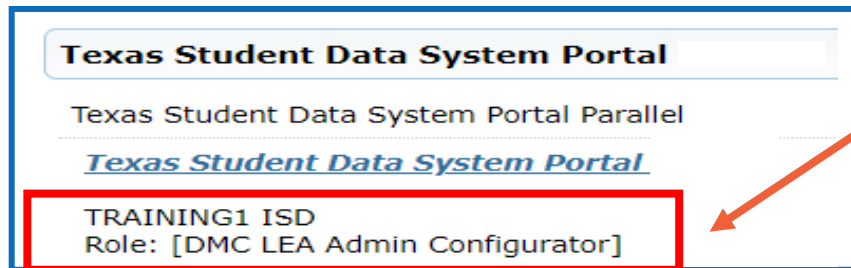 Texas Student Data System Portal
Texas Student Data System Portal Parallel
Texas Student Data System Portal
TRAINING1 ISD
Role: [DMC LEA Admin Configurator]